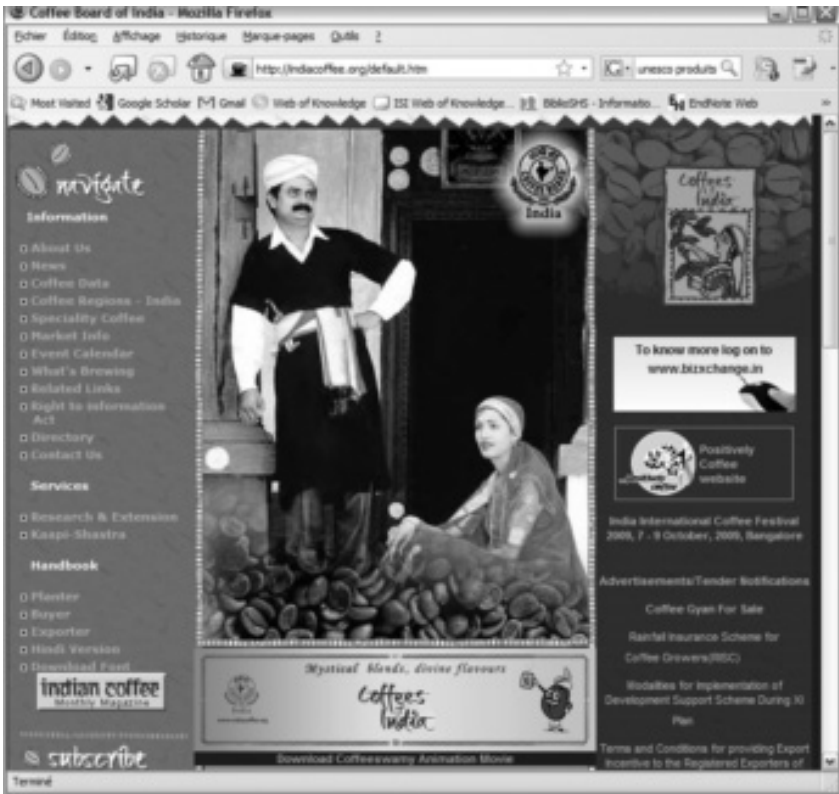 Coffee Board of India - Mozilla Firefox
Fichier Édition Affichage Historique Marque-pages Outils ?
http://indiacoffee.org/default.htm
unesco produits
Most Visited Google Scholar Gmail Web of Knowledge ISI Web of Knowledge... BiblioSHS - Informatio... EndNote Web »
navigate
Information
About Us
News
Coffee Data
Coffee Regions - India
Speciality Coffee
Market Info
Event Calendar
What's Brewing
Related Links
Right to information
Act
Directory
Contact Us
Services
Research & Extension
Kaapi-Shastra
Handbook
Planter
Buyer
Exporter
Hindi Version
Download Font
indian coffee
Monthly Magazine
subscribe
COFFEE BOARD
India
Mystical blends, divine flavours
India
Coffees
of
India
Download Coffeeswamy Animation Movie
Coffees
of
India
To know more log on to
www.bizxchange.in
Positively
Coffee
website
India International Coffee Festival
2009, 7 - 9 October, 2009, Bangalore
Advertisements/Tender Notifications
Coffee Gyan For Sale
Rainfall Insurance Scheme for
Coffee Growers(RISC)
Modalities for Implementation of
Development Support Scheme During XI
Plan
Terms and Conditions for providing Export
Incentive to the Registered Exporters of
Terminé